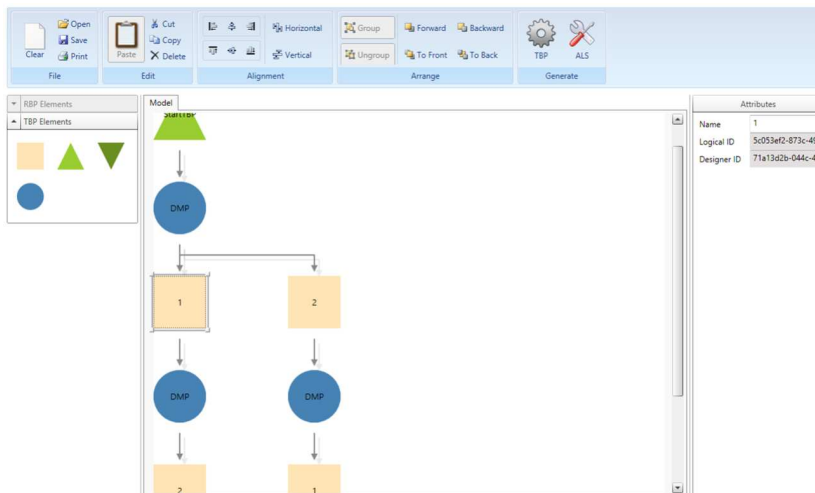 Open
Cut
Horizontal
Group
Forward
Backward
Save
Copy
Clear
Print
Paste
Delete
Vertical
Ungroup
To Front
To Back
TBP
ALS
File
Edit
Alignment
Arrange
Generate
RBP Elements
TBP Elements
Model
StartTBP
DMP
1
2
DMP
DMP
2
1
Attributes
Name 1
Logical ID 5c053ef2-873c-49
Designer ID 71a13d2b-044c-4